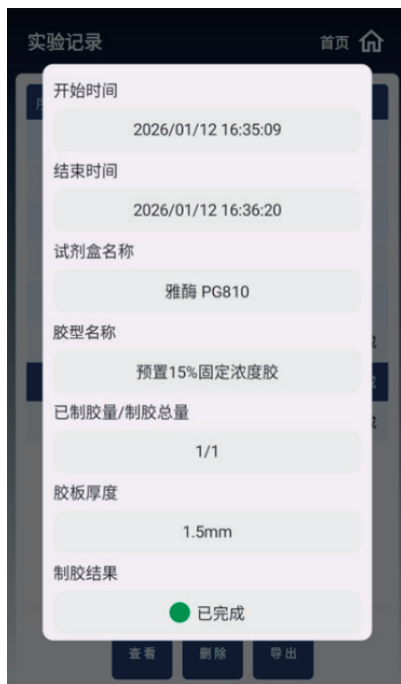 实验记录
首页
开始时间
2026/01/12 16:35:09
结束时间
2026/01/12 16:36:20
试剂盒名称
雅酶 PG810
胶型名称
预置15%固定浓度胶
已制胶量/制胶总量
1/1
胶板厚度
1.5mm
制胶结果
已完成
查看
删除
导出